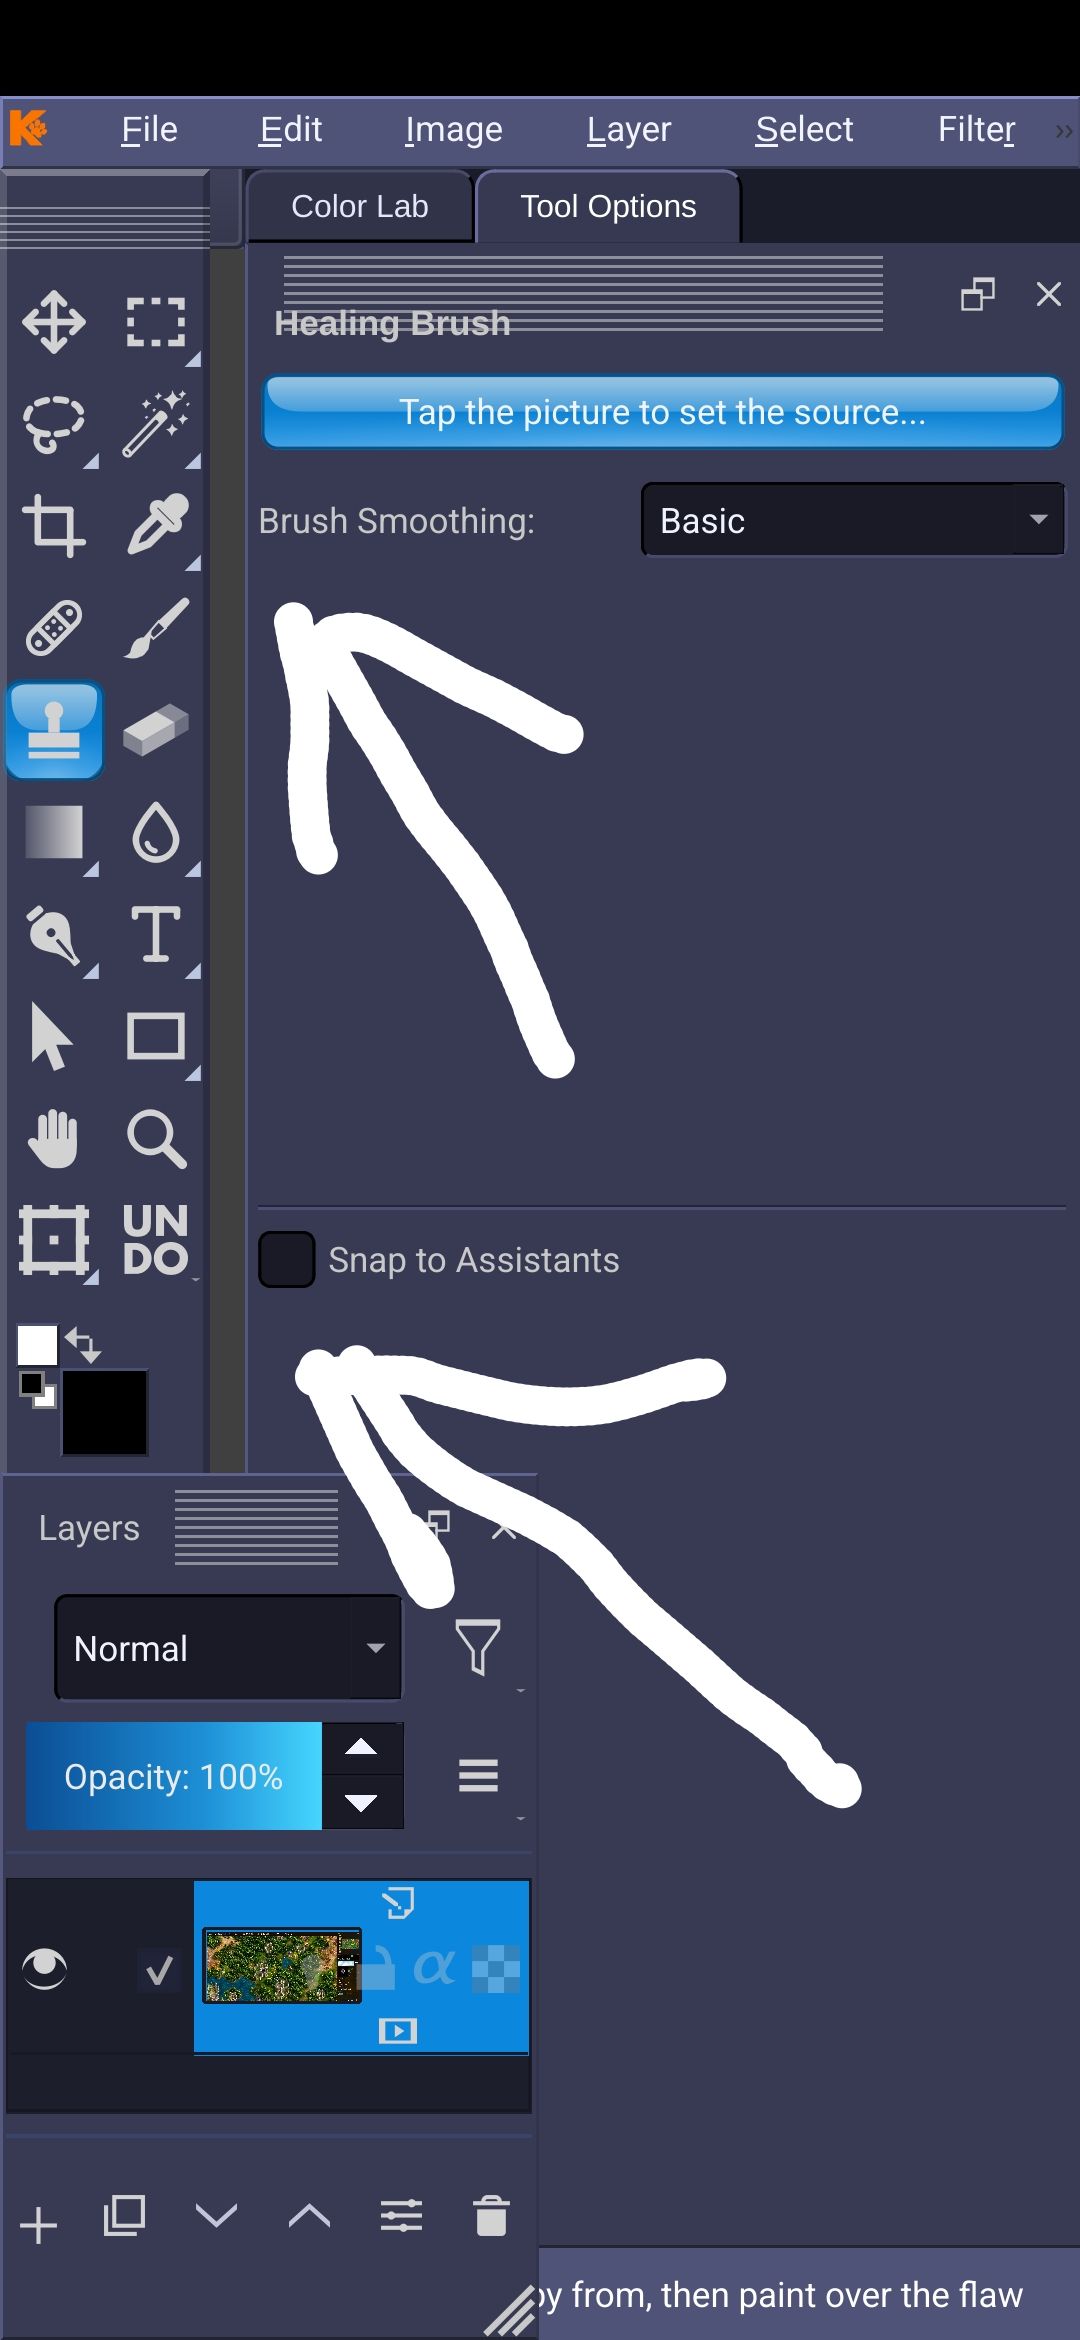 File Edit Image Layer Select Filter »
Color Lab Tool Options
Healing Brush
Tap the picture to set the source...
Brush Smoothing: Basic
T
UN
DO
Snap to Assistants
Layers
Normal
Opacity: 100%
α
by from, then paint over the flaw